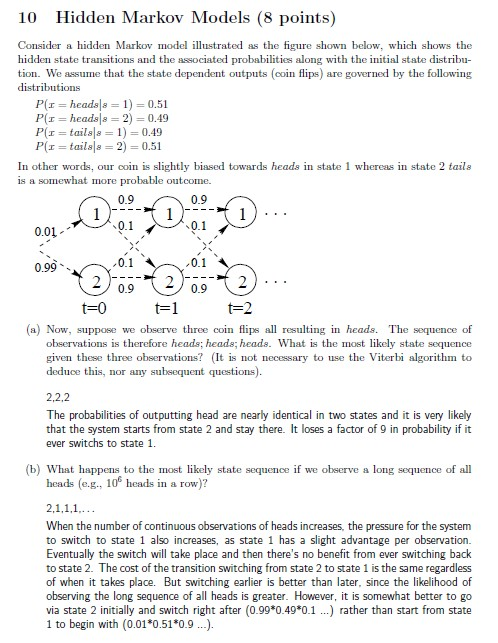 10 Hidden Markov Models (8 points)
Consider a hidden Markov model illustrated as the figure shown below, which shows the
hidden state transitions and the associated probabilities along with the initial state distribu-
tion. We assume that the state dependent outputs (coin flips) are governed by the following
distributions
P(x = heads|s = 1) = 0.51
P(x = heads|s = 2) = 0.49
P(x = tails|s = 1) = 0.49
P(x = tails|s = 2) = 0.51
In other words, our coin is slightly biased towards heads in state 1 whereas in state 2 tails
is a somewhat more probable outcome.
0.9 0.9
1 1 1 ...
0.01 0.1 0.1
0.99 0.1 0.1
2 2 2 ...
0.9 0.9
t=0 t=1 t=2
(a) Now, suppose we observe three coin flips all resulting in heads. The sequence of
observations is therefore heads; heads; heads. What is the most likely state sequence
given these three observations? (It is not necessary to use the Viterbi algorithm to
deduce this, nor any subsequent questions).
2,2,2
The probabilities of outputting head are nearly identical in two states and it is very likely
that the system starts from state 2 and stay there. It loses a factor of 9 in probability if it
ever switchs to state 1.
(b) What happens to the most likely state sequence if we observe a long sequence of all
heads (e.g., 10⁶ heads in a row)?
2,1,1,1,...
When the number of continuous observations of heads increases, the pressure for the system
to switch to state 1 also increases, as state 1 has a slight advantage per observation.
Eventually the switch will take place and then there's no benefit from ever switching back
to state 2. The cost of the transition switching from state 2 to state 1 is the same regardless
of when it takes place. But switching earlier is better than later, since the likelihood of
observing the long sequence of all heads is greater. However, it is somewhat better to go
via state 2 initially and switch right after (0.99*0.49*0.1 ...) rather than start from state
1 to begin with (0.01*0.51*0.9 ...).